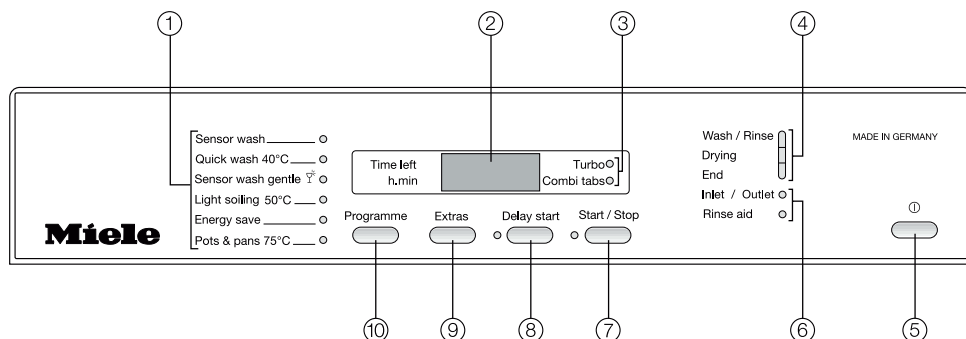 ① ② ③ ④
Sensor wash
Quick wash 40°C
Sensor wash gentle
Light soiling 50°C
Energy save
Pots & pans 75°C
Miele
Time left
h.min
Turbo
Combi tabs
Programme
Extras
Delay start
Start / Stop
Wash / Rinse
Drying
End
Inlet / Outlet
Rinse aid
MADE IN GERMANY
⑩ ⑨ ⑧ ⑦ ⑥ ⑤